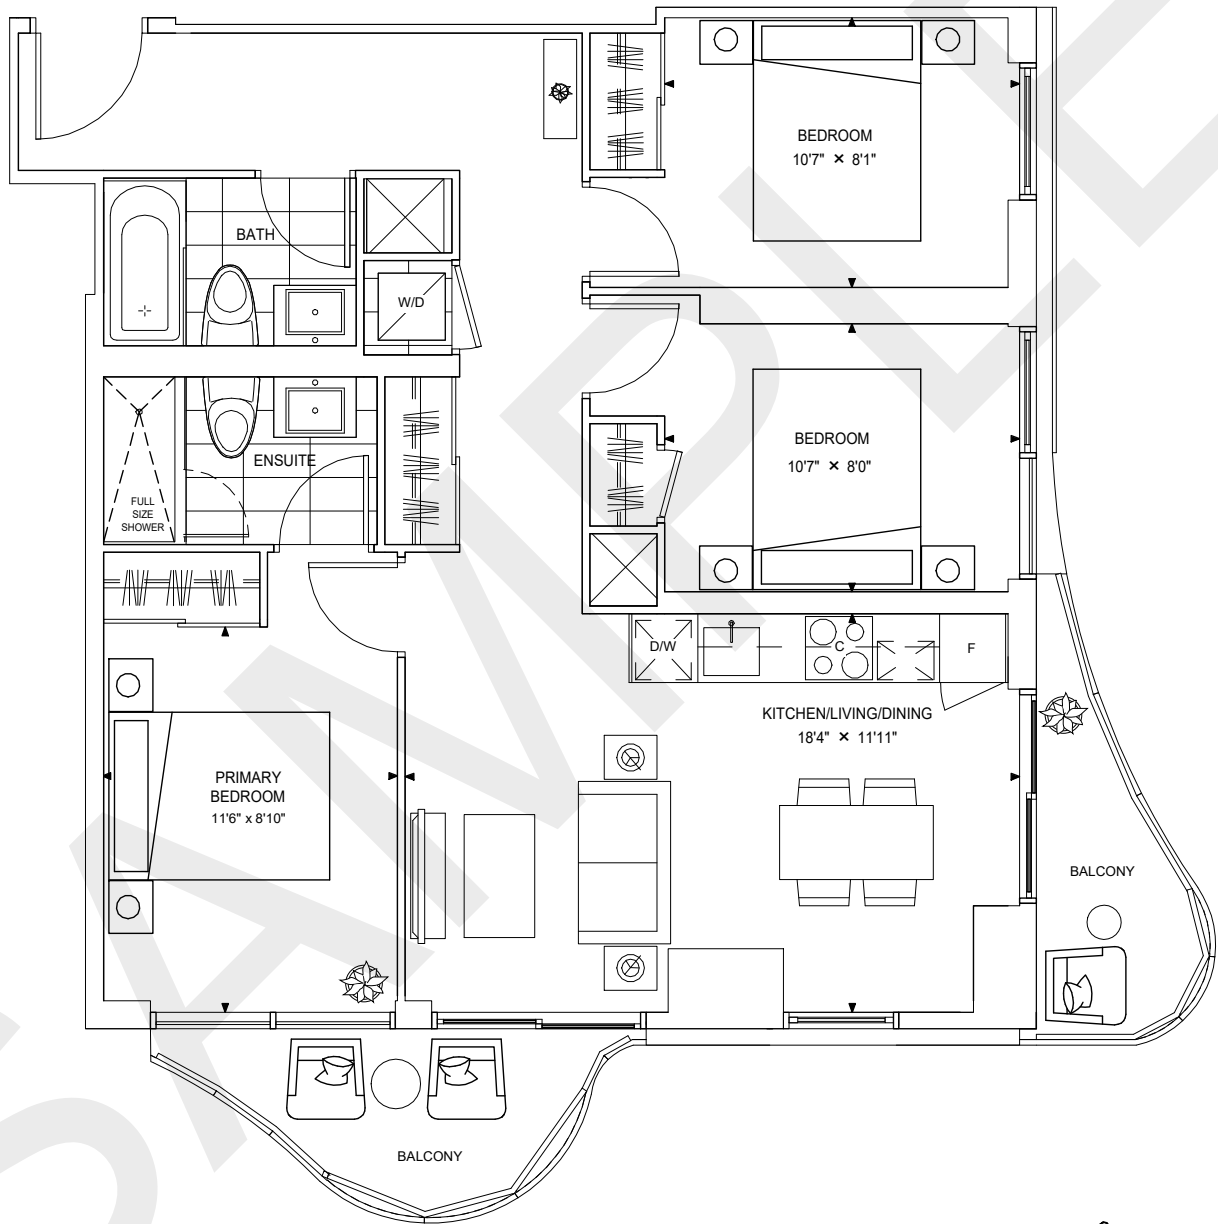 SAMPLE
BEDROOM
10'7" × 8'1"
BATH
W/D
BEDROOM
10'7" × 8'0"
ENSUITE
FULL
SIZE
SHOWER
D/W
C
F
KITCHEN/LIVING/DINING
18'4" × 11'11"
PRIMARY
BEDROOM
11'6" x 8'10"
BALCONY
BALCONY